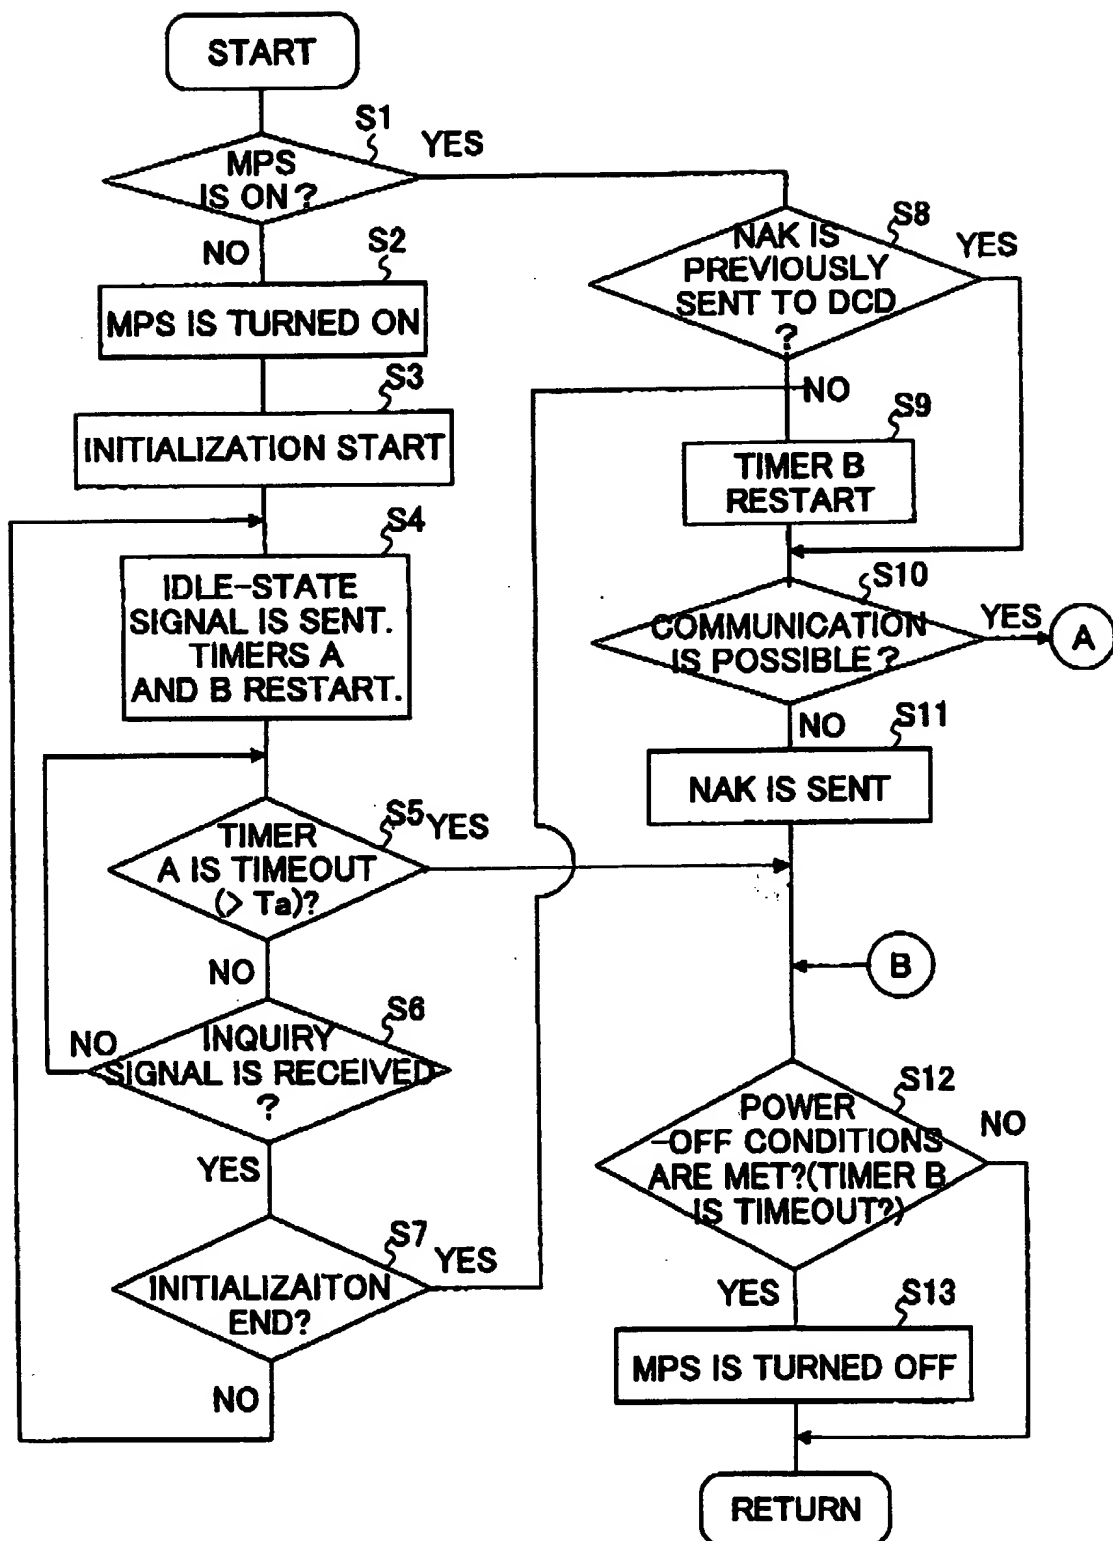 START
S1
YES
MPS
IS ON?
NO
S2
MPS IS TURNED ON
S3
INITIALIZATION START
S4
IDLE-STATE
SIGNAL IS SENT.
TIMERS A
AND B RESTART.
S5
YES
TIMER
A IS TIMEOUT
(> Ta)?
NO
S6
NO
INQUIRY
SIGNAL IS RECEIVED
?
YES
S7
YES
INITIALIZAITON
END?
NO
S8
YES
NAK IS
PREVIOUSLY
SENT TO DCD
?
NO
S9
TIMER B
RESTART
S10
YES
A
COMMUNICATION
IS POSSIBLE?
NO
S11
NAK IS SENT
B
S12
NO
POWER
-OFF CONDITIONS
ARE MET?(TIMER B
IS TIMEOUT?)
YES
S13
MPS IS TURNED OFF
RETURN